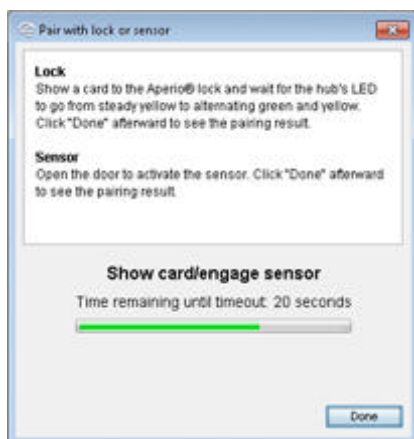 Pair with lock or sensor
Lock
Show a card to the Aperio® lock and wait for the hub's LED
to go from steady yellow to alternating green and yellow.
Click "Done" afterward to see the pairing result.
Sensor
Open the door to activate the sensor. Click "Done" afterward
to see the pairing result.
Show card/engage sensor
Time remaining until timeout: 20 seconds
Done